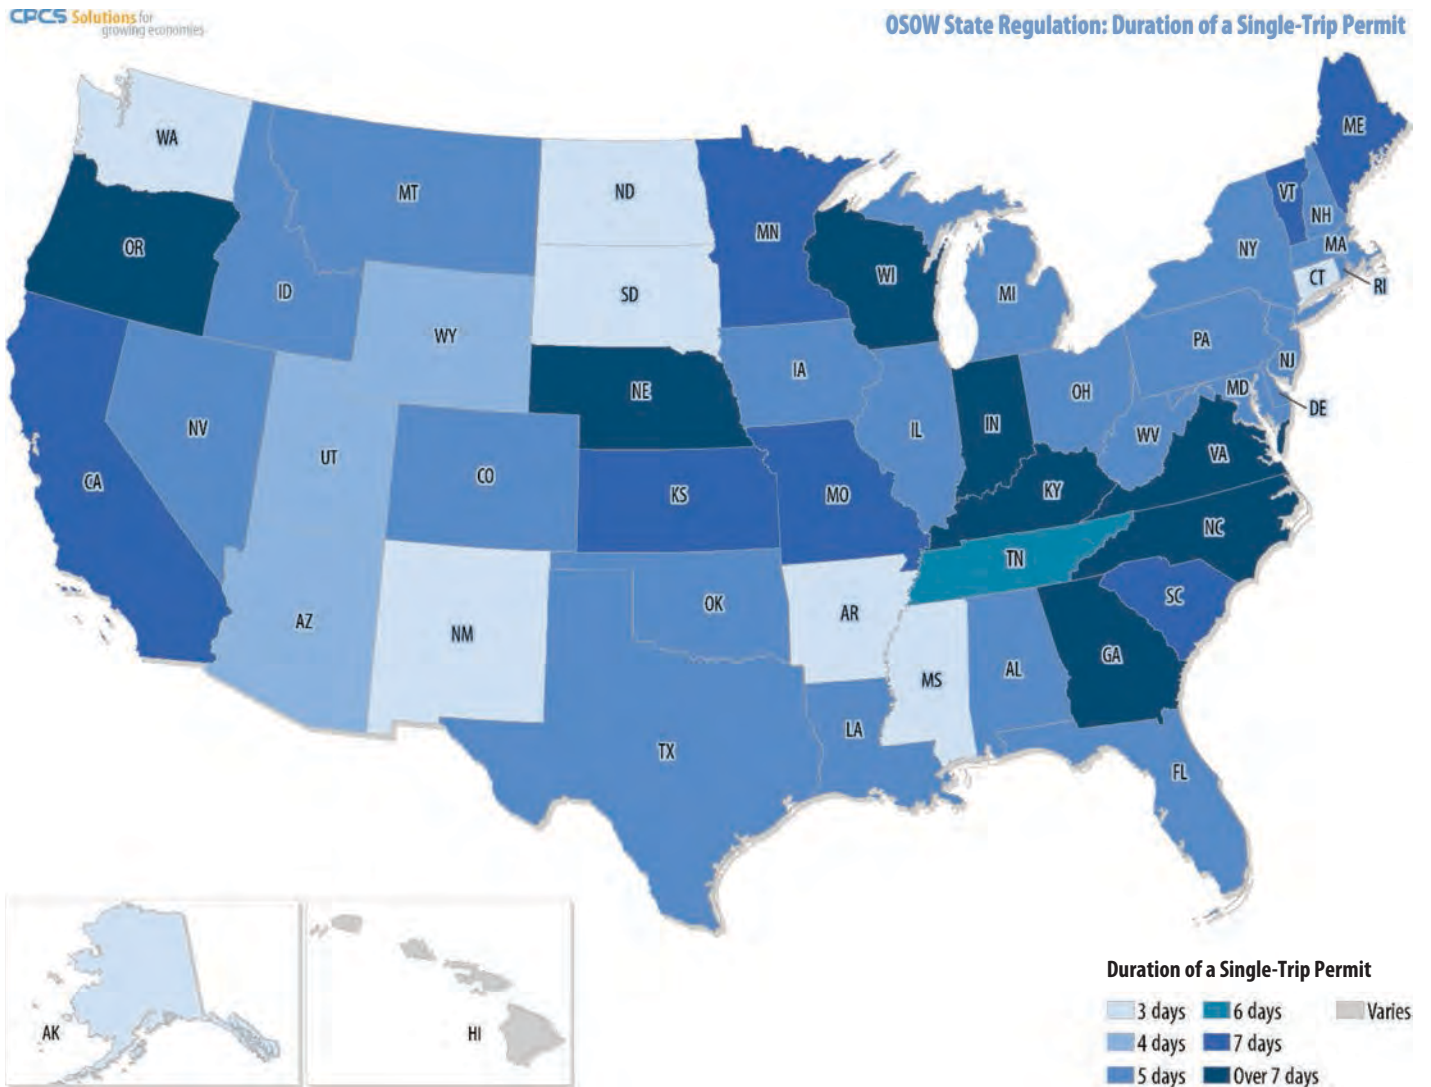 CPCS Solutions for
growing economies
OSOW State Regulation: Duration of a Single-Trip Permit
WA
MT
ND
MN
ME
VT
NH
OR
ID
SD
WI
MI
NY
MA
CT
RI
WY
NE
IA
PA
NJ
NV
UT
CO
IL
IN
OH
MD
DE
WV
VA
CA
KS
MO
KY
NC
TN
AZ
NM
OK
AR
SC
MS
AL
GA
TX
LA
FL
AK
HI
Duration of a Single-Trip Permit
3 days
6 days
Varies
4 days
7 days
5 days
Over 7 days